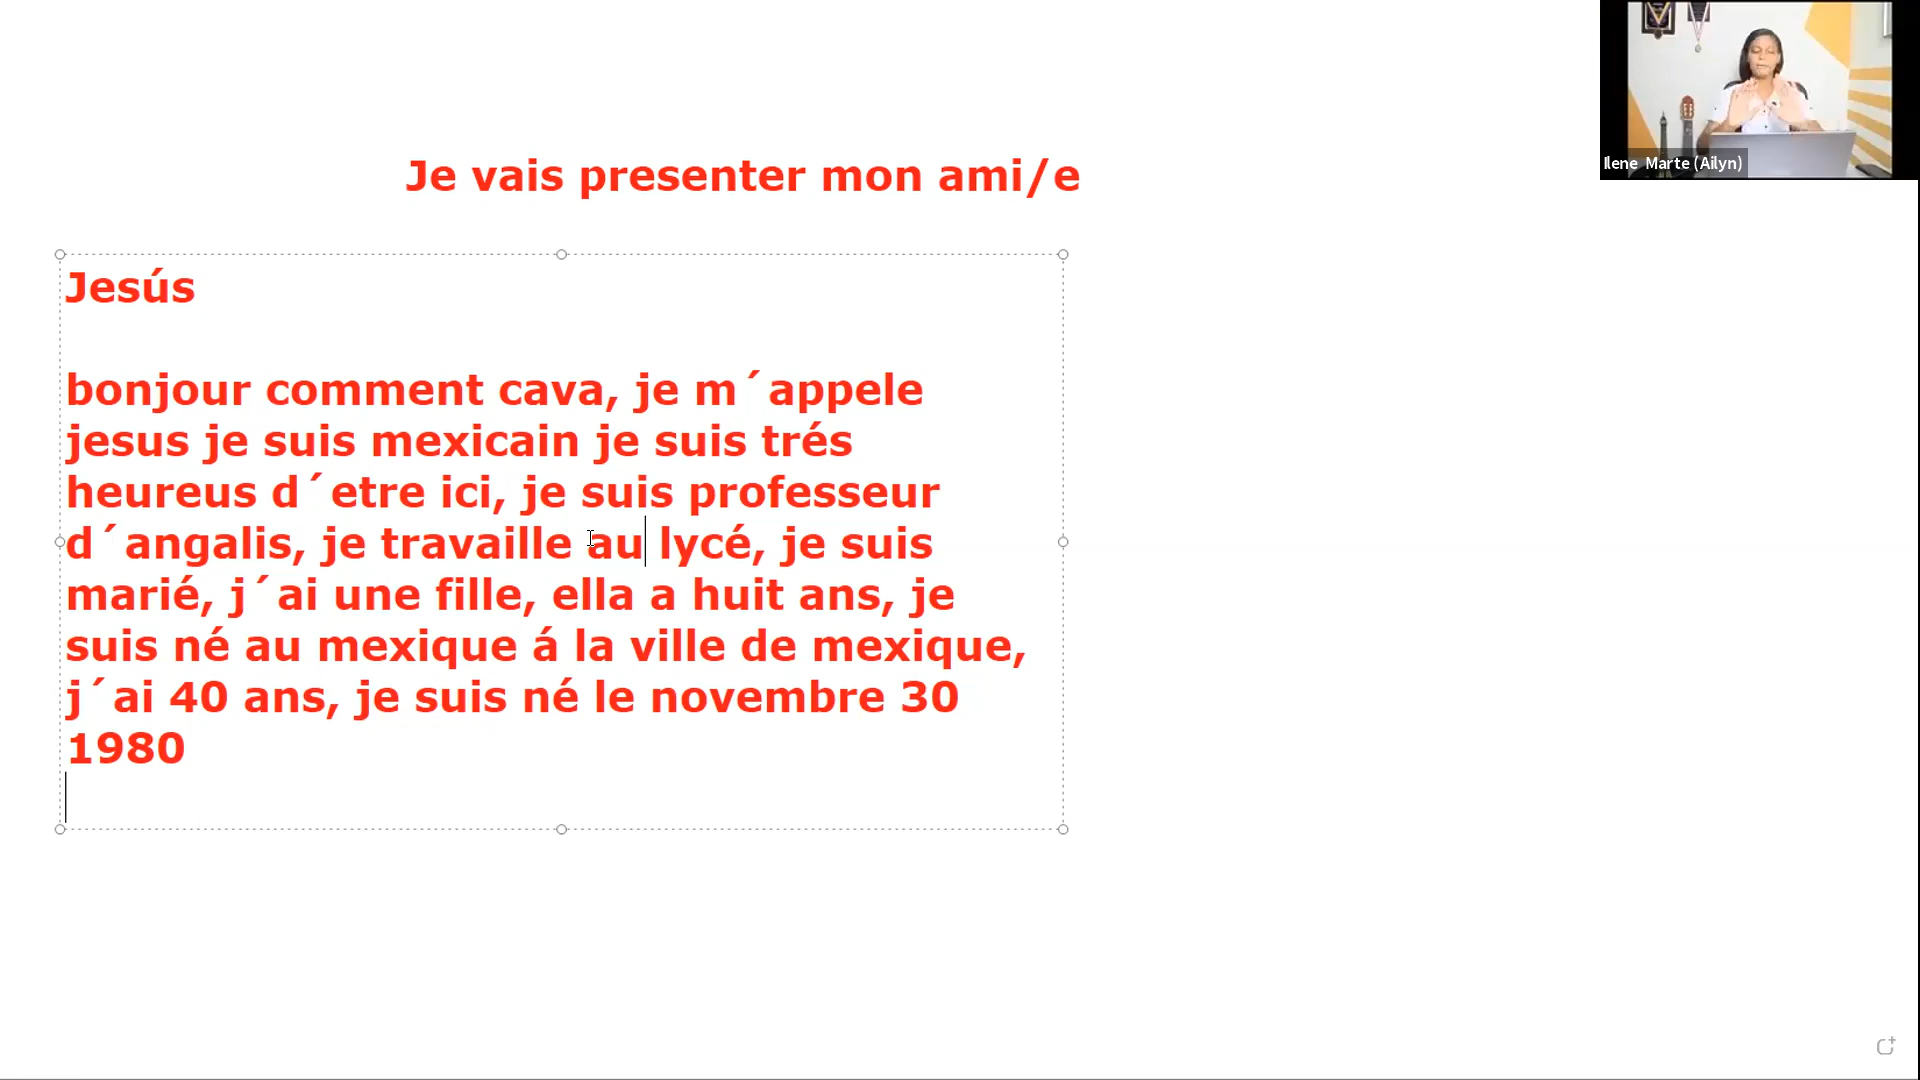 Ilene Marte (Ailyn)
Je vais presenter mon ami/e
Jesús
bonjour comment cava, je m´appele
jesus je suis mexicain je suis trés
heureus d´etre ici, je suis professeur
d´angalis, je travaille au lycé, je suis
marié, j´ai une fille, ella a huit ans, je
suis né au mexique á la ville de mexique,
j´ai 40 ans, je suis né le novembre 30
1980